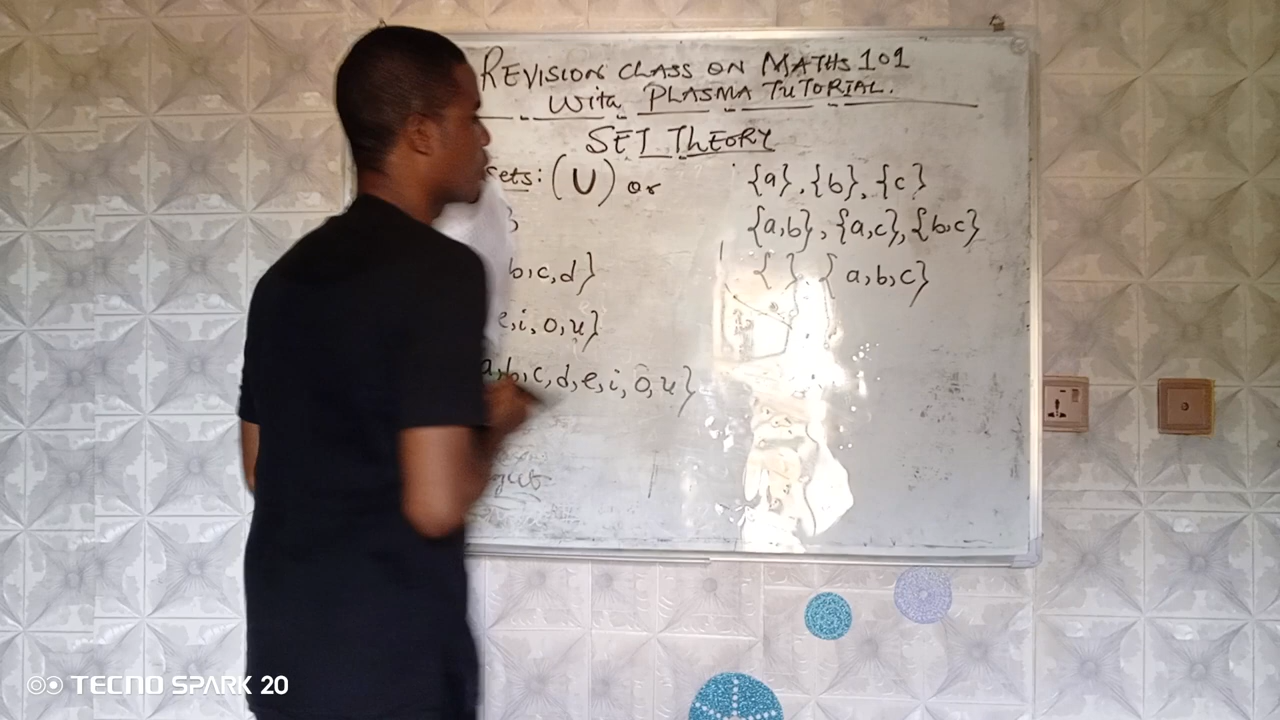 REVISION CLASS ON MATHS 101
With PLASMA TUTORIAL.
SET THEORY
sets: (U) or
}
b,c,d}
e,i,o,u}
a,b,c,d,e,i,o,u}
{a},{b},{c}
{a,b},{a,c},{b,c}
{ }, {a,b,c}
TECNO SPARK 20